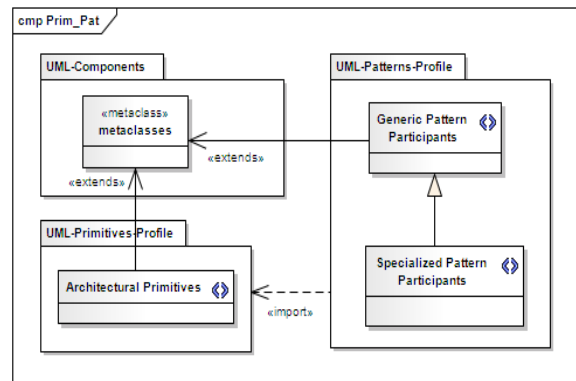 cmp Prim_Pat
UML-Components
UML-Patterns-Profile
«metaclass»
metaclasses
Generic Pattern
Participants
«extends»
«extends»
UML-Primitives-Profile
Architectural Primitives
Specialized Pattern
Participants
«import»